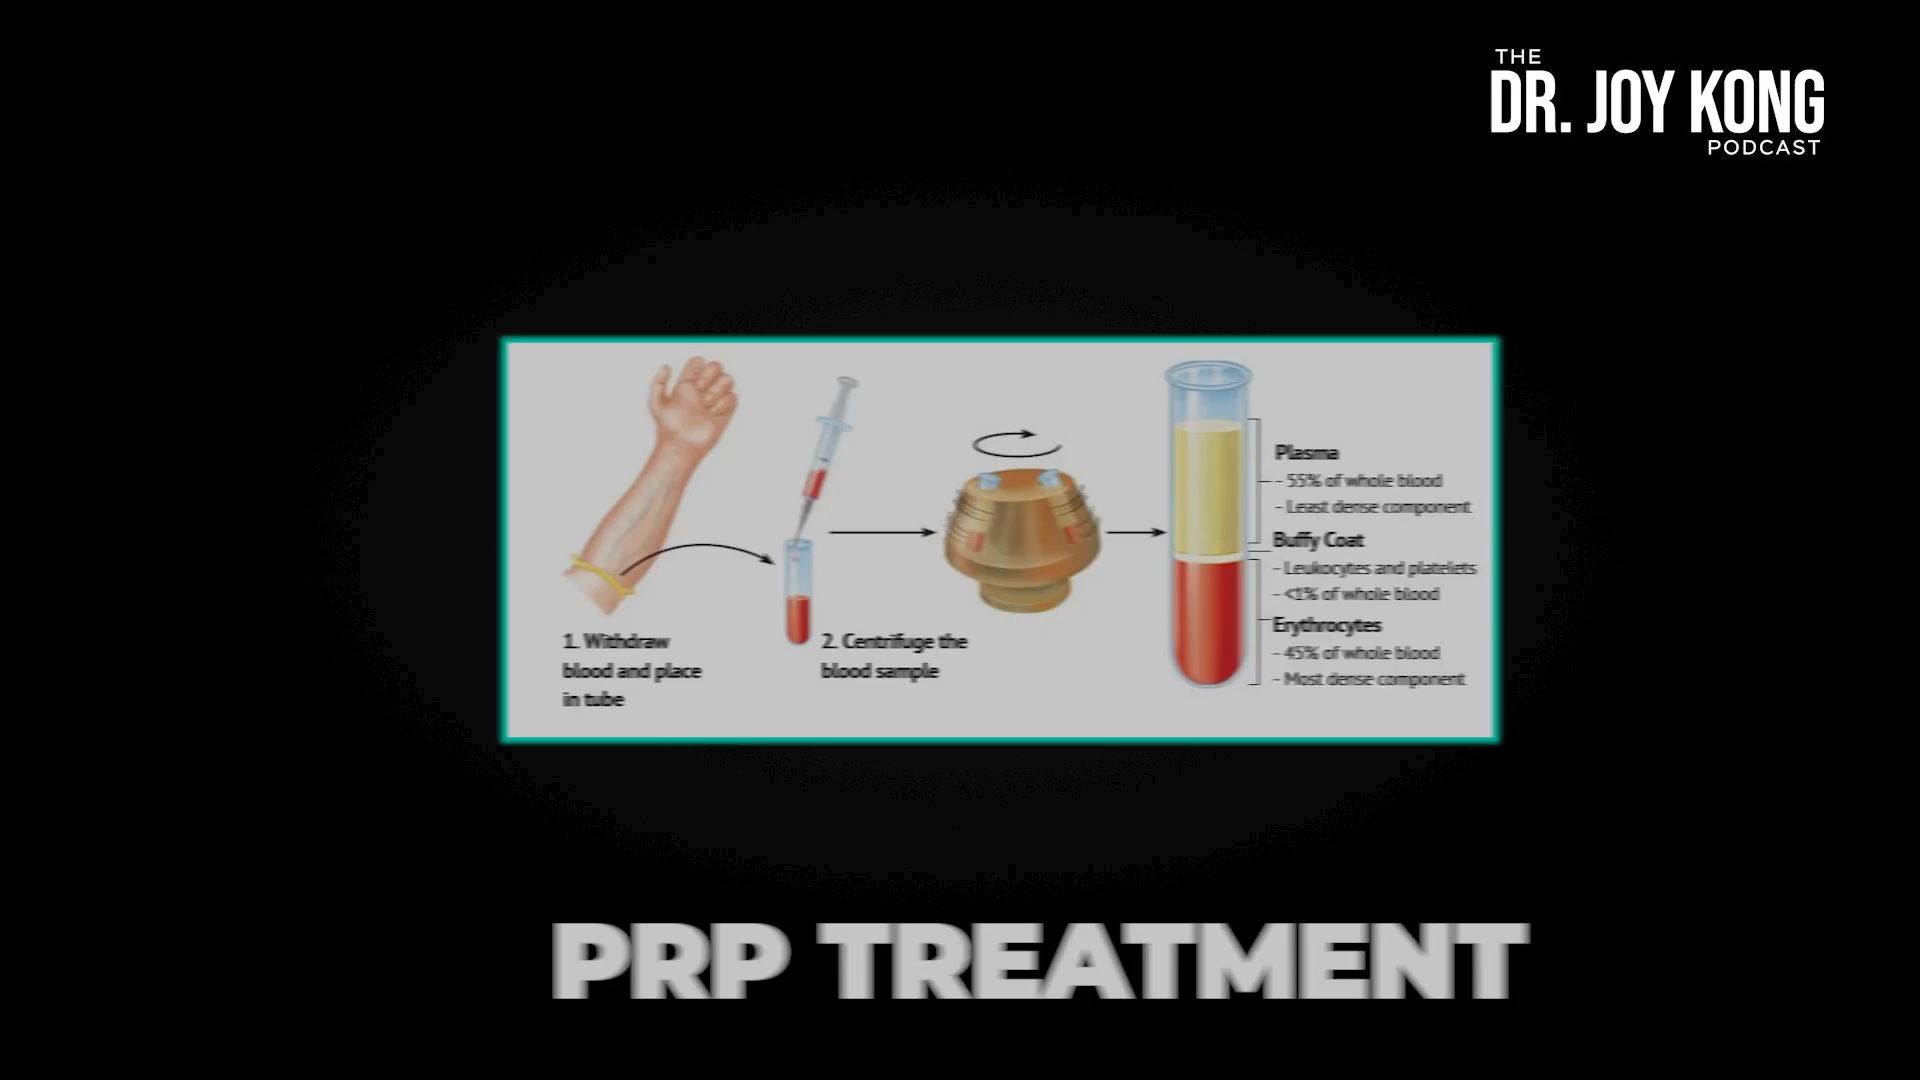 THE
DR. JOY KONG
PODCAST
1. Withdraw
blood and place
in tube
2. Centrifuge the
blood sample
Plasma
- 55% of whole blood
- Least dense component
Buffy Coat
- Leukocytes and platelets
- <1% of whole blood
Erythrocytes
- 45% of whole blood
- Most dense component
PRP TREATMENT